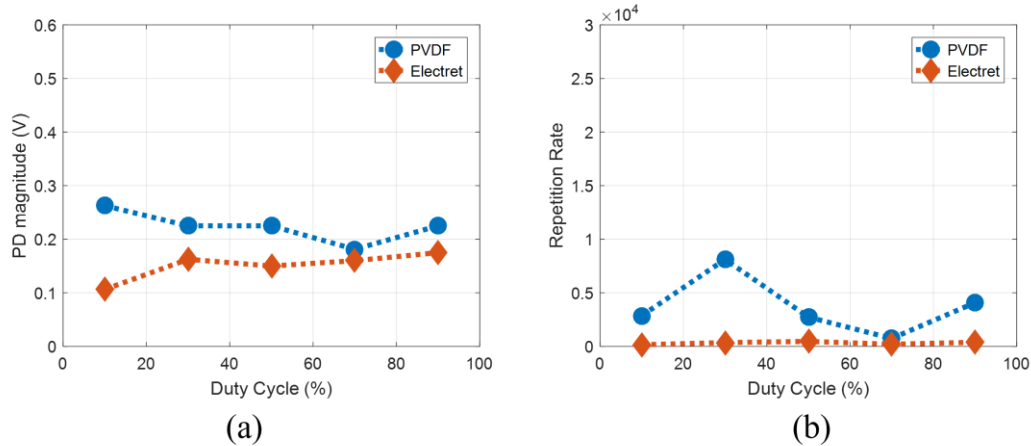 0.6
0.5
0.4
0.3
0.2
0.1
0
PD magnitude (V)
0 20 40 60 80 100
Duty Cycle (%)
PVDF
Electret
(a)
× 10⁴
3
2.5
2
1.5
1
0.5
0
Repetition Rate
0 20 40 60 80 100
Duty Cycle (%)
PVDF
Electret
(b)